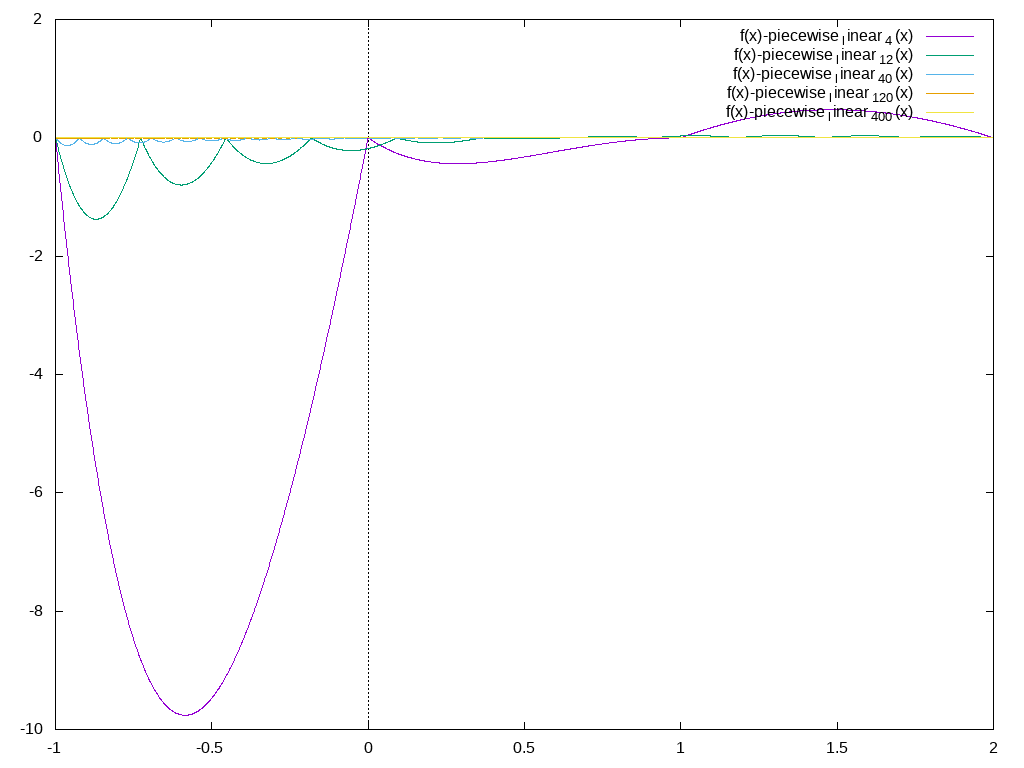 2
f(x)-piecewise_linear_4(x)
f(x)-piecewise_linear_12(x)
f(x)-piecewise_linear_40(x)
f(x)-piecewise_linear_120(x)
f(x)-piecewise_linear_400(x)
0
-2
-4
-6
-8
-10
-1 -0.5 0 0.5 1 1.5 2